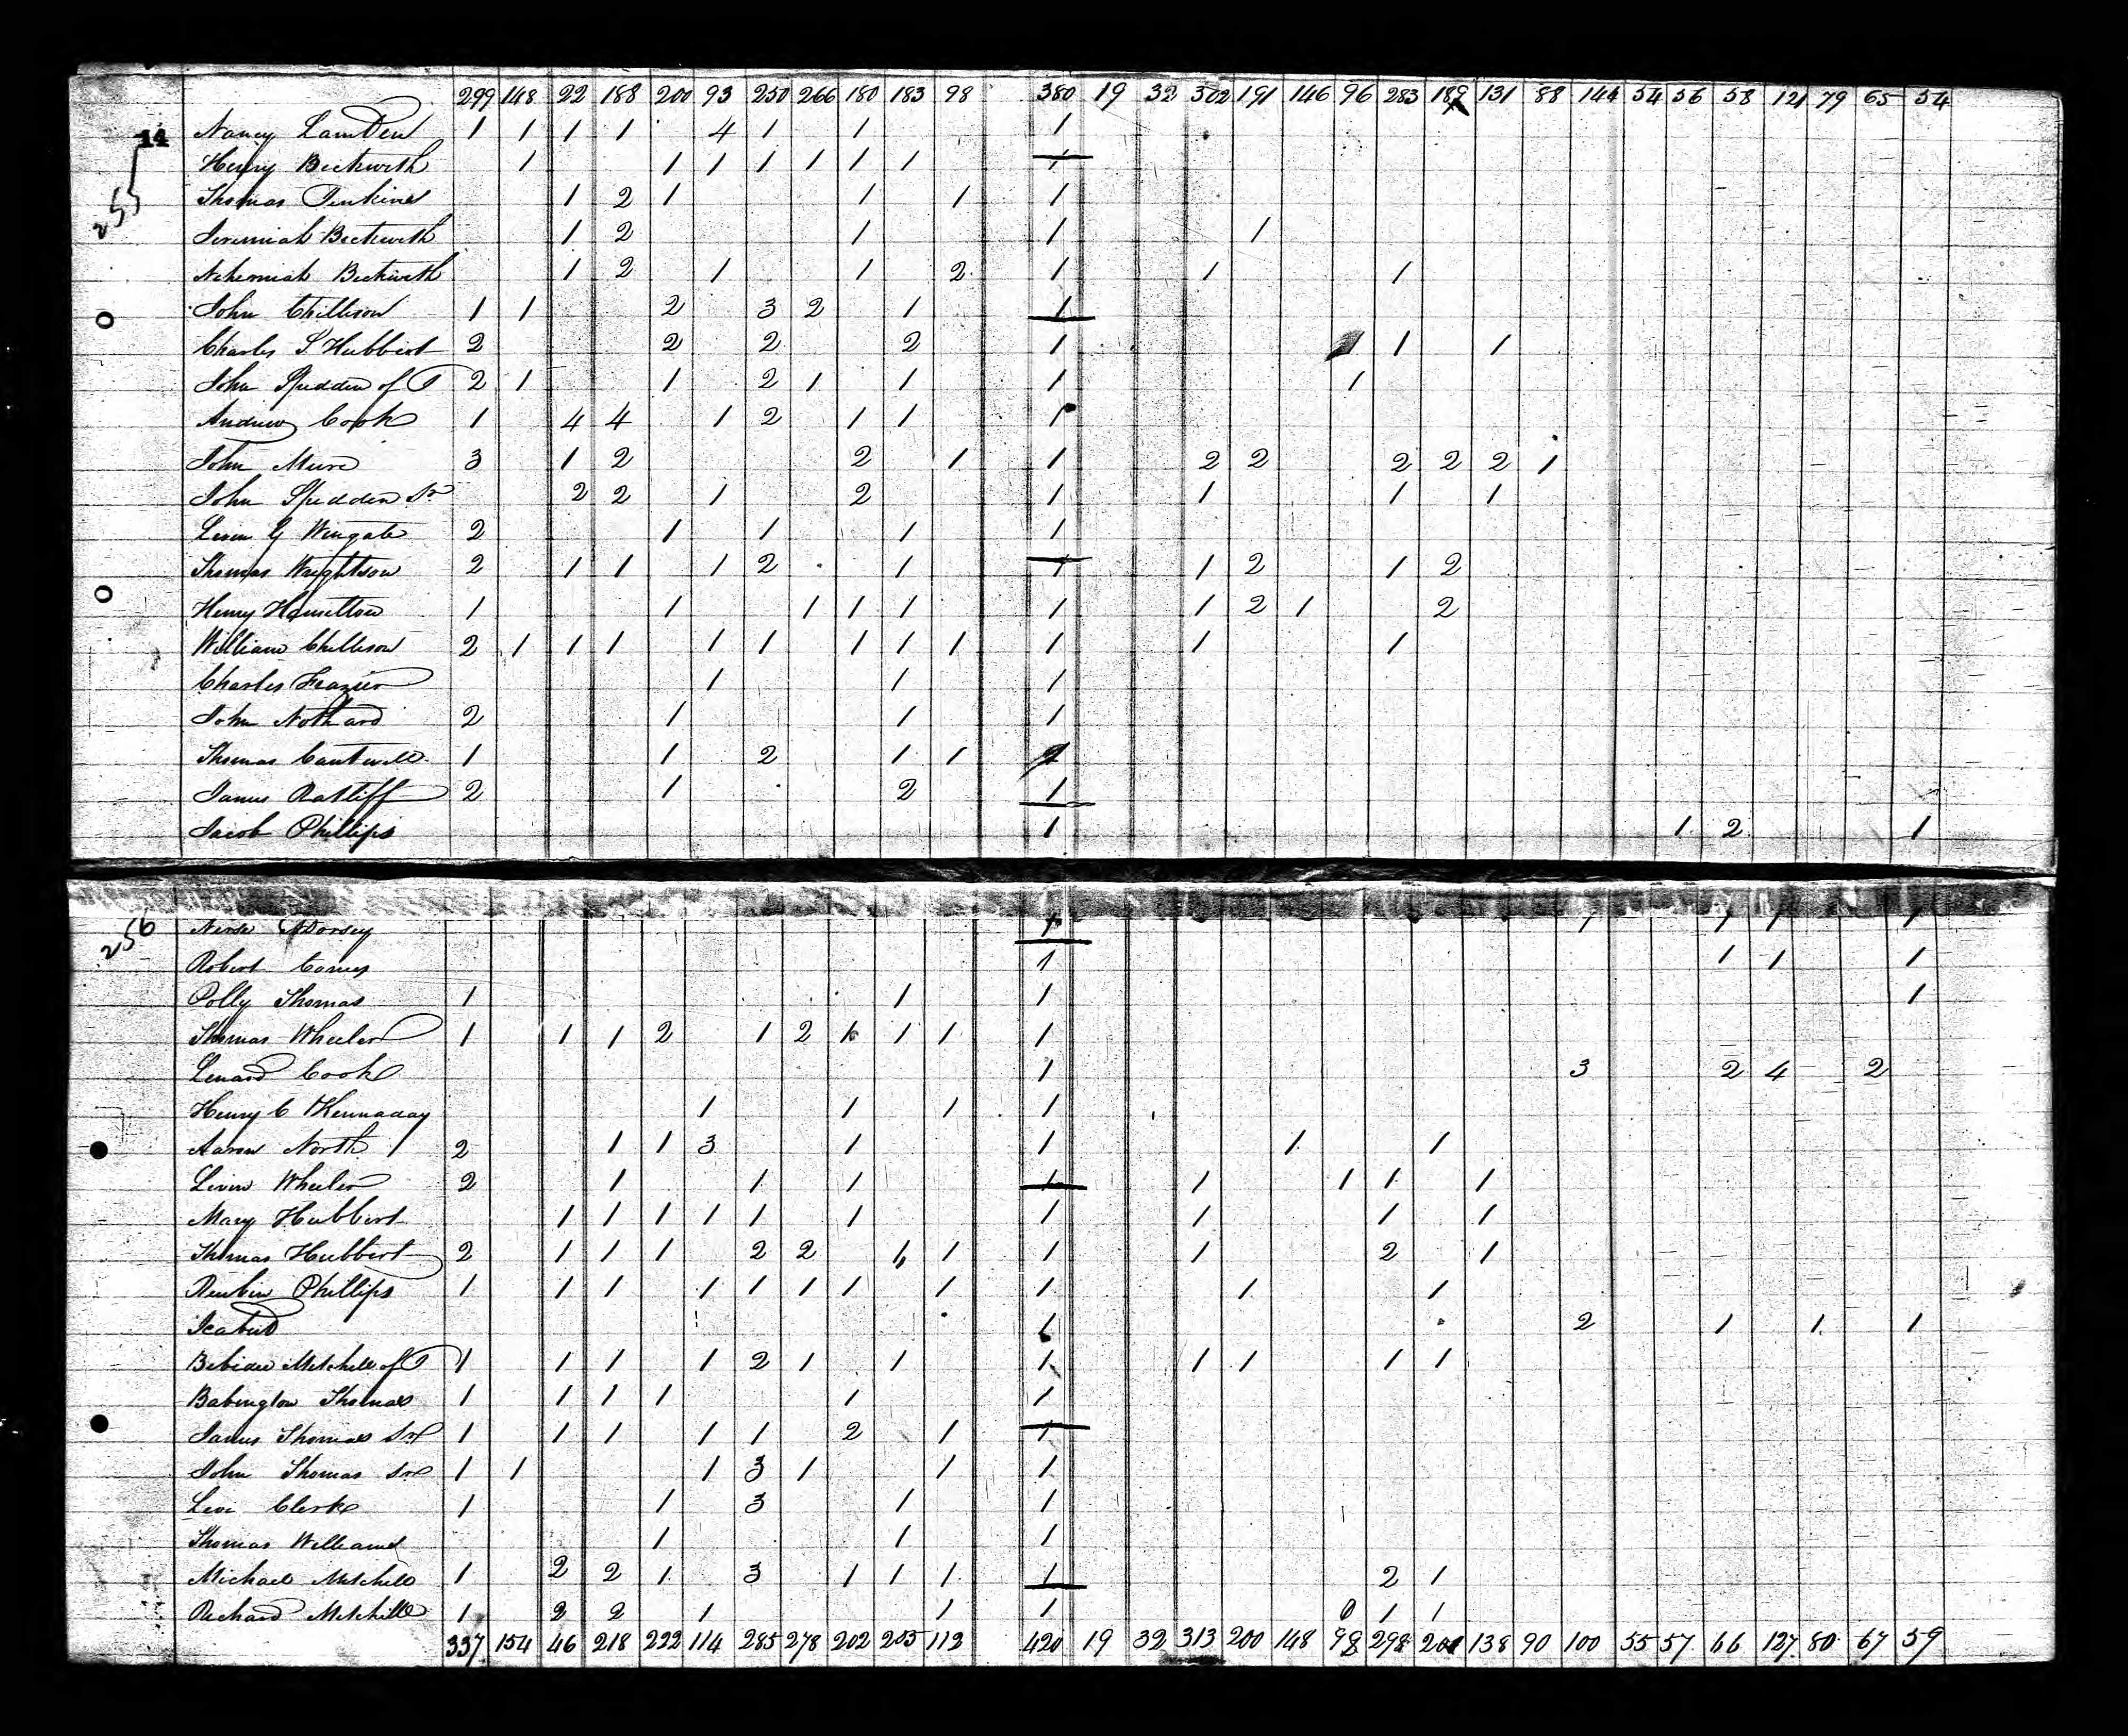 299 148 22 188 200 93 250 266 180 183 98 380 19 32 302 191 146 96 283 189 131 88 144 54 56 58 121 79 65 54
14 Nancy Lambden 1 1 1 1 4 1 1 1
Henry Beckwith 1 1 1 1 1 1 1 1
255 Thomas Jenkins 1 2 1 1 1 1
Jeremiah Beckwith 1 2 1 1 1
Nehemiah Beckwith 1 2 1 1 2 1 1 1
John Chillison 1 1 2 3 2 1 1
Charles S Hubbert 2 2 2 2 1 1 1
John Spedden of 2 1 1 2 1 1 1 1
Andrew Cook 1 4 4 1 2 1 1 1
John 3 1 2 2 1 1 2 2 2 2 2 1
John Spedden Sr 2 2 1 2 1 1 1 1
Levin G Wingate 2 1 1 1 1
Thomas Wrightson 2 1 1 1 2 1 1 1 2 1 2
Henry 1 1 1 1 1 1 1 2 1 2
William Chillison 2 1 1 1 1 1 1 1 1 1 1 1
Charles Frazier 1 1 1
John Nothard 2 1 1 1
Thomas Cantwell 1 1 2 1 1
James Ratliff 2 1 2 1
Jacob Phillips 1 1 2 1
256 Dorsey 1 1 1 1 1
Robert 1 1 1 1
Polly Thomas 1 1 1 1
Thomas Wheeler 1 1 1 2 1 2 1 1 1 1
Lenard Cook 1 3 2 4 2
Henry C Kennaday 1 1 1 1
Aaron North 2 1 1 3 1 1 1 1
Levin Wheeler 2 1 1 1 1 1 1 1 1
Mary Hubbert 1 1 1 1 1 1 1 1 1 1
Thomas Hubbert 2 1 1 1 2 2 1 1 1 1 2 1
Reubin Phillips 1 1 1 1 1 1 1 1 1 1 1
2 1 1 1
Mitchell of 1 1 1 1 2 1 1 1 1 1 1 1
Babington Thomas 1 1 1 1 1 1
James Thomas Sr 1 1 1 1 1 2 1 1
John Thomas Sr 1 1 1 3 1 1 1
Levi Clerk 1 1 3 1 1
Thomas Williams 1 1 1
Michael Mitchell 1 2 2 1 3 1 1 1 1 2 1
Richard Mitchell 1 2 2 1 1 1 0 1 1
337 154 46 218 222 114 285 278 202 203 112 420 19 32 313 200 148 98 298 201 138 90 100 55 57 66 127 80 67 59